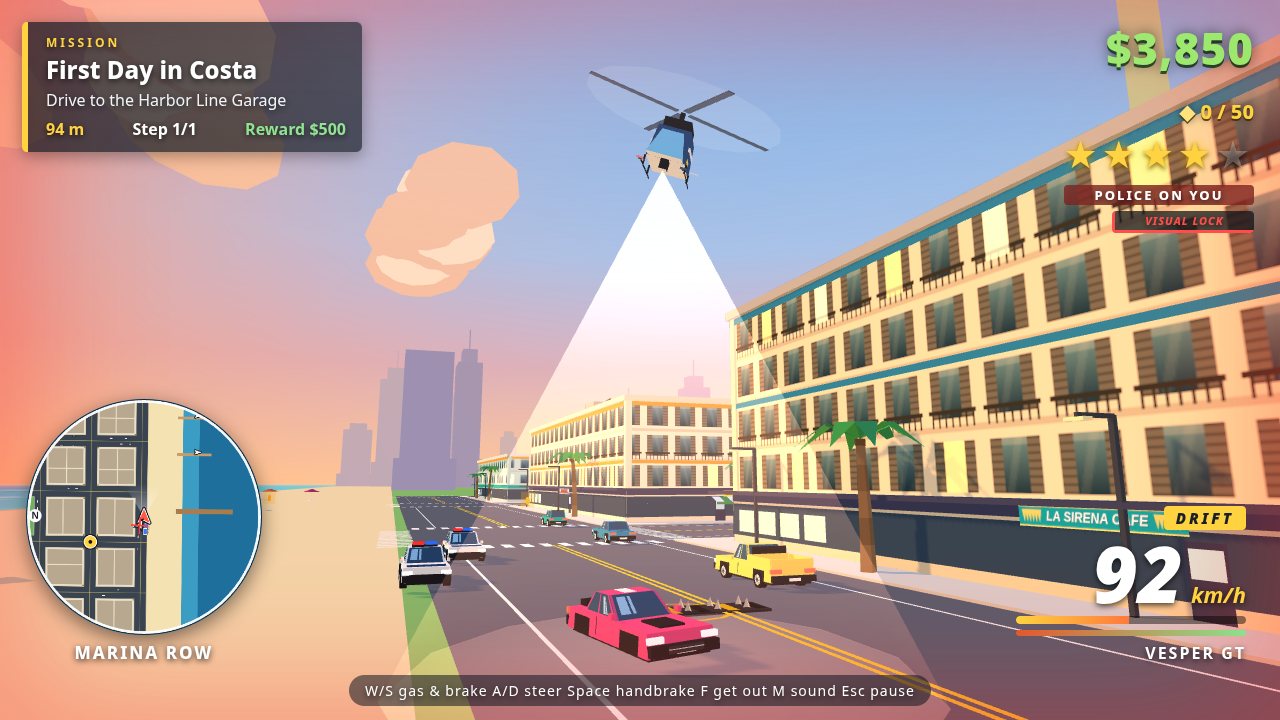 MISSION
First Day in Costa
Drive to the Harbor Line Garage
94 m Step 1/1 Reward $500
$3,850
0 / 50
POLICE ON YOU
VISUAL LOCK
N
MARINA ROW
LA SIRENA CAFE
DRIFT
92 km/h
VESPER GT
W/S gas & brake A/D steer Space handbrake F get out M sound Esc pause